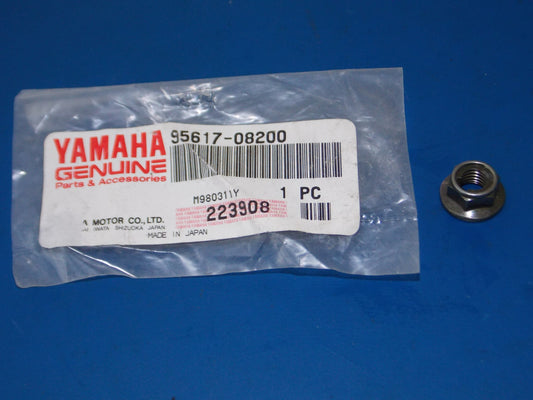 YAMAHA 95617-08200
GENUINE
Parts & Accessories
M980311Y 1 PC
223908
A MOTOR CO., LTD.
IWATA SHIZUOKA JAPAN
MADE IN JAPAN